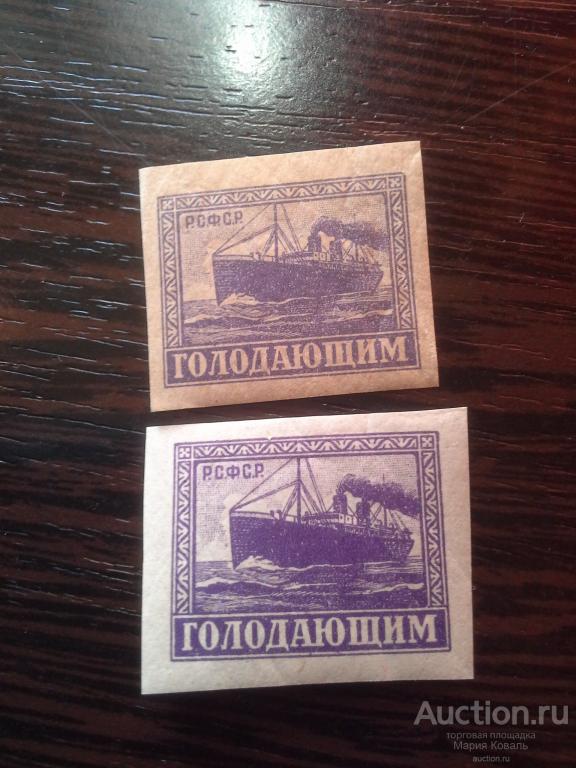 Р.С.Ф.С.Р.
ГОЛОДАЮЩИМ
Р.С.Ф.С.Р.
ГОЛОДАЮЩИМ
Auction.ru
торговая площадка
Мария Коваль
auction.ru